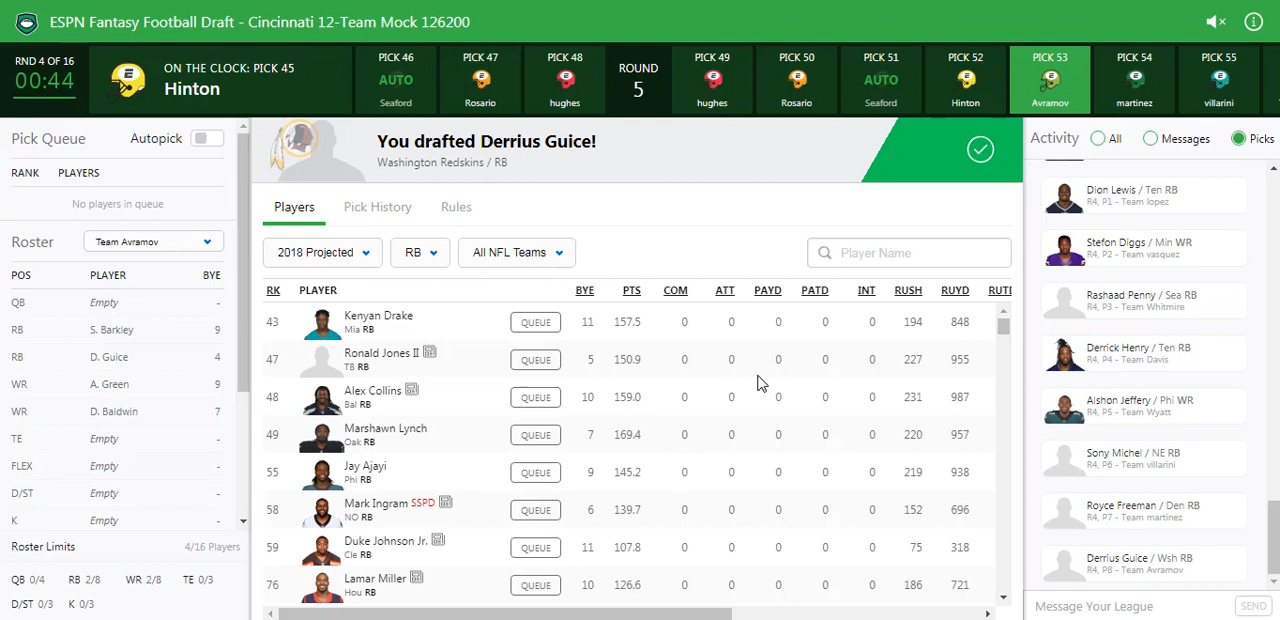 ESPN Fantasy Football Draft - Cincinnati 12-Team Mock 126200
RND 4 OF 16
00:44
ON THE CLOCK: PICK 45
Hinton
PICK 46
AUTO
Seaford
PICK 47
Rosario
PICK 48
hughes
ROUND
5
PICK 49
hughes
PICK 50
Rosario
PICK 51
AUTO
Seaford
PICK 52
Hinton
PICK 53
Avramov
PICK 54
martinez
PICK 55
villarini
Pick Queue
Autopick
RANK PLAYERS
No players in queue
Roster
Team Avramov
POS PLAYER BYE
QB Empty -
RB S. Barkley 9
RB D. Guice 4
WR A. Green 9
WR D. Baldwin 7
TE Empty -
FLEX Empty -
D/ST Empty -
K Empty -
Roster Limits 4/16 Players
QB 0/4 RB 2/8 WR 2/8 TE 0/3
D/ST 0/3 K 0/3
You drafted Derrius Guice!
Washington Redskins / RB
Players Pick History Rules
2018 Projected RB All NFL Teams Player Name
RK PLAYER BYE PTS COM ATT PAYD PATD INT RUSH RUYD RUTD
43 Kenyan Drake QUEUE 11 157.5 0 0 0 0 0 194 848
Mia RB
47 Ronald Jones II QUEUE 5 150.9 0 0 0 0 0 227 955
TB RB
48 Alex Collins QUEUE 10 159.0 0 0 0 0 0 231 987
Bal RB
49 Marshawn Lynch QUEUE 7 169.4 0 0 0 0 0 220 957
Oak RB
55 Jay Ajayi QUEUE 9 145.2 0 0 0 0 0 219 938
Phi RB
58 Mark Ingram SSPD QUEUE 6 139.7 0 0 0 0 0 152 696
NO RB
59 Duke Johnson Jr. QUEUE 11 107.8 0 0 0 0 0 75 318
Cle RB
76 Lamar Miller QUEUE 10 126.6 0 0 0 0 0 186 721
Hou RB
Activity All Messages Picks
Dion Lewis / Ten RB
R4, P1 - Team lopez
Stefon Diggs / Min WR
R4, P2 - Team vasquez
Rashaad Penny / Sea RB
R4, P3 - Team Whitmire
Derrick Henry / Ten RB
R4, P4 - Team Davis
Alshon Jeffery / Phi WR
R4, P5 - Team Wyatt
Sony Michel / NE RB
R4, P6 - Team villarini
Royce Freeman / Den RB
R4, P7 - Team martinez
Derrius Guice / Wsh RB
R4, P8 - Team Avramov
Message Your League SEND